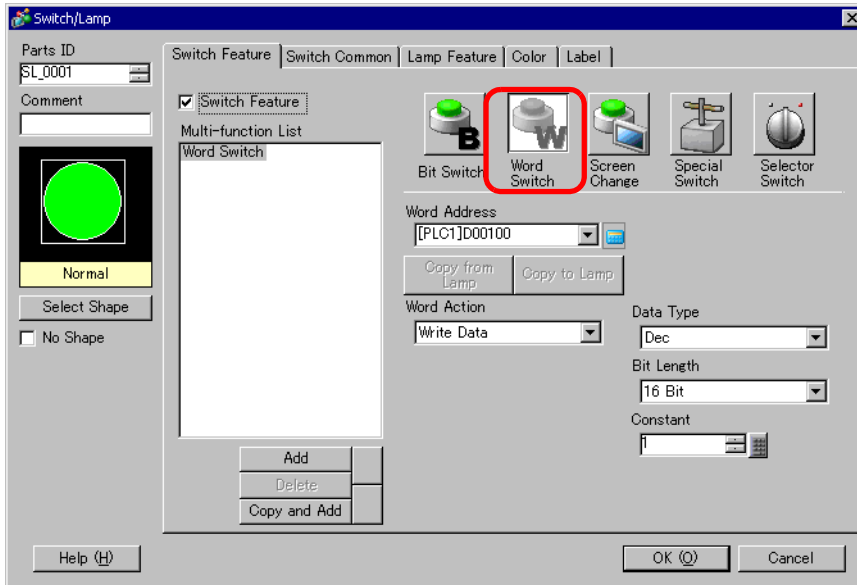 Switch/Lamp
Parts ID
SL_0001
Comment
Normal
Select Shape
No Shape
Switch Feature
Switch Common
Lamp Feature
Color
Label
Switch Feature
Multi-function List
Word Switch
Add
Delete
Copy and Add
B
Bit Switch
W
Word
Switch
Screen
Change
Special
Switch
Selector
Switch
Word Address
[PLC1]D00100
Copy from
Lamp
Copy to Lamp
Word Action
Write Data
Data Type
Dec
Bit Length
16 Bit
Constant
1
Help (H)
OK (O)
Cancel